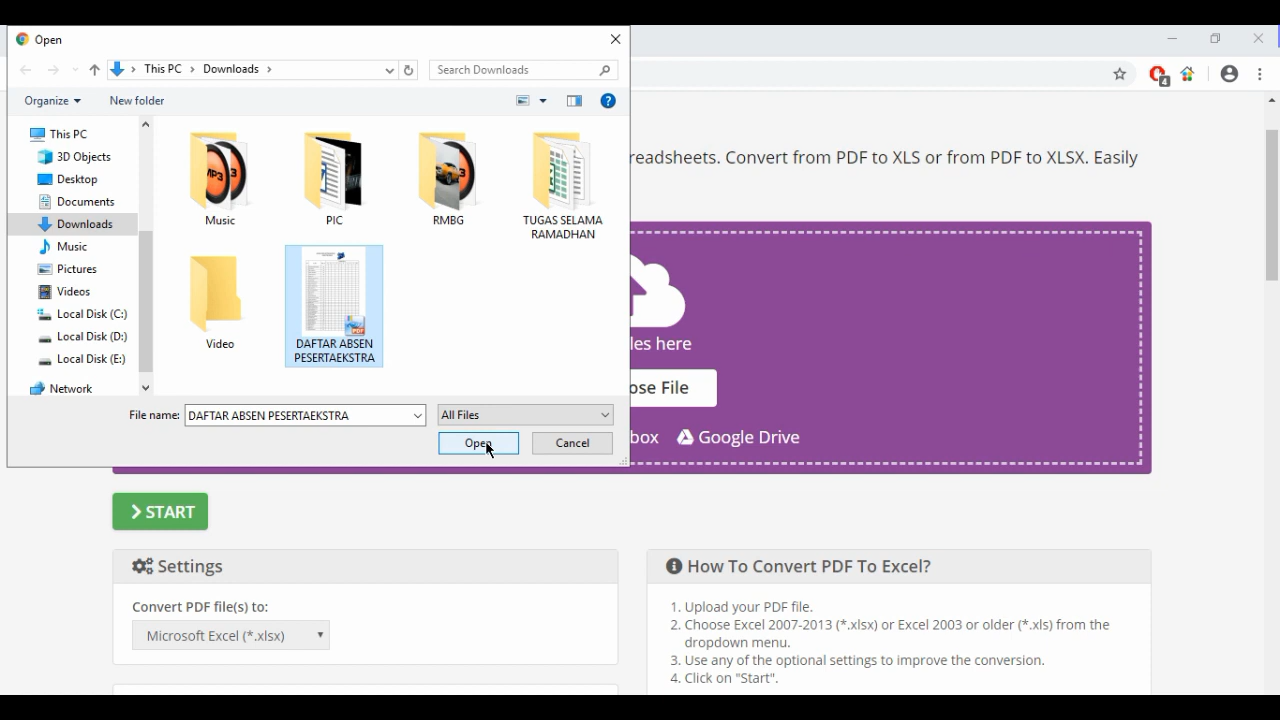 Open
This PC
Downloads
Search Downloads
Organize
New folder
?
4
This PC
3D Objects
Desktop
Documents
Downloads
Music
Pictures
Videos
Local Disk (C:)
Local Disk (D:)
Local Disk (E:)
Network
Music
PIC
RMBG
TUGAS SELAMA
RAMADHAN
Video
PDF
DAFTAR ABSEN
PESERTAEKSTRA
File name:
DAFTAR ABSEN PESERTAEKSTRA
All Files
Open
Cancel
readsheets. Convert from PDF to XLS or from PDF to XLSX. Easily
les here
ose File
box
Google Drive
START
Settings
Convert PDF file(s) to:
Microsoft Excel (*.xlsx)
How To Convert PDF To Excel?
1. Upload your PDF file.
2. Choose Excel 2007-2013 (*.xlsx) or Excel 2003 or older (*.xls) from the
dropdown menu.
3. Use any of the optional settings to improve the conversion.
4. Click on "Start".